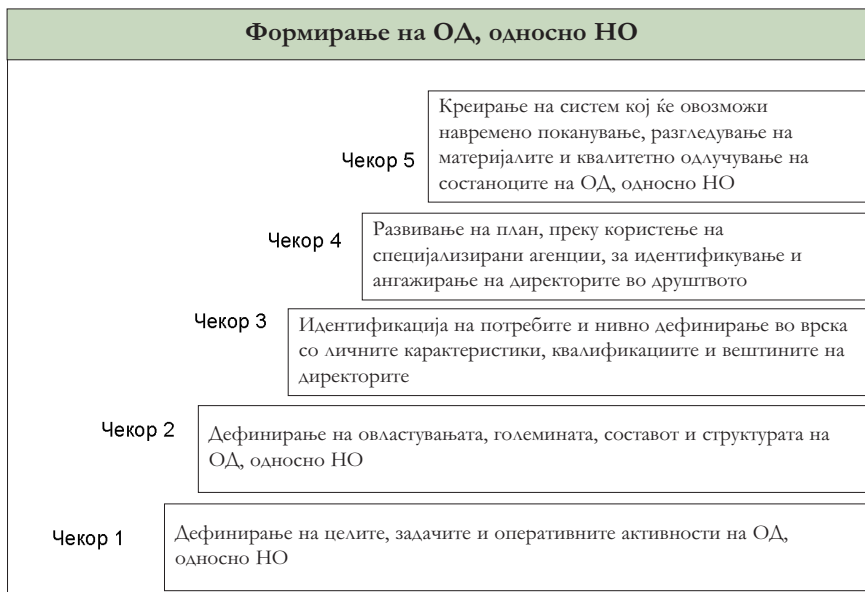 Формирање на ОД, односно НО
Чекор 5
Креирање на систем кој ќе овозможи
навремено поканување, разгледување на
материјалите и квалитетно одлучување на
состаноците на ОД, односно НО
Чекор 4
Развивање на план, преку користење на
специјализирани агенции, за идентификување и
ангажирање на директорите во друштвото
Чекор 3
Идентификација на потребите и нивно дефинирање во врска
со личните карактеристики, квалификациите и вештините на
директорите
Чекор 2
Дефинирање на овластувањата, големината, составот и структурата на
ОД, односно НО
Чекор 1
Дефинирање на целите, задачите и оперативните активности на ОД,
односно НО